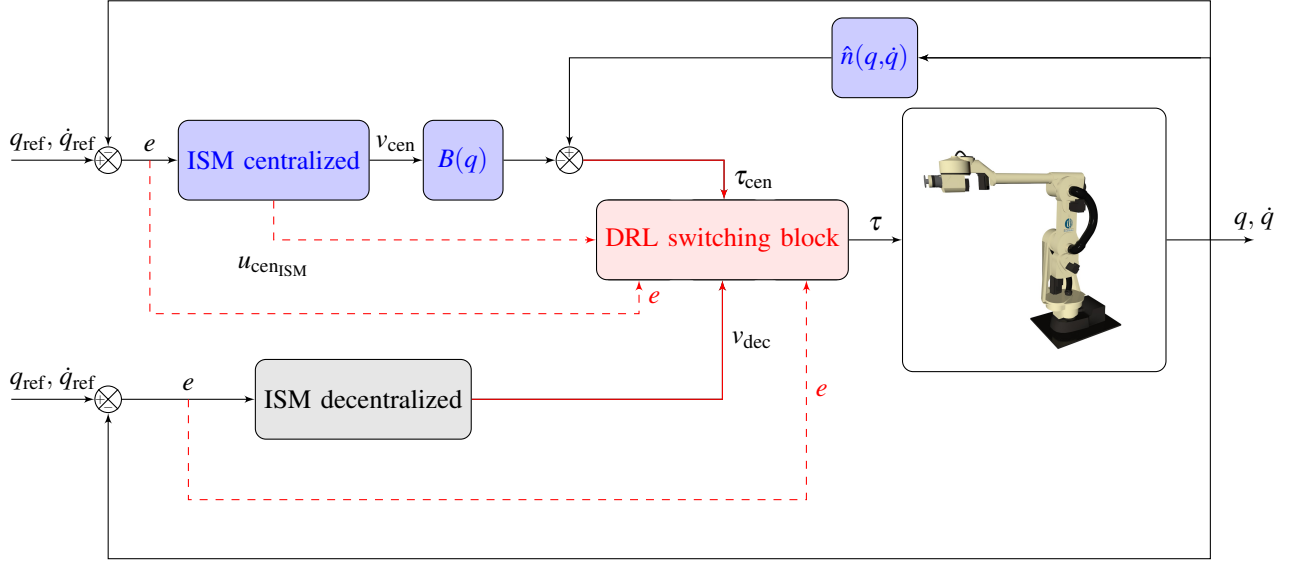 n̂(q,q̇)
q_ref, q̇_ref
e
ISM centralized
v_cen
B(q)
τ_cen
u_cen_ISM
DRL switching block
τ
q, q̇
e
v_dec
q_ref, q̇_ref
e
ISM decentralized
e